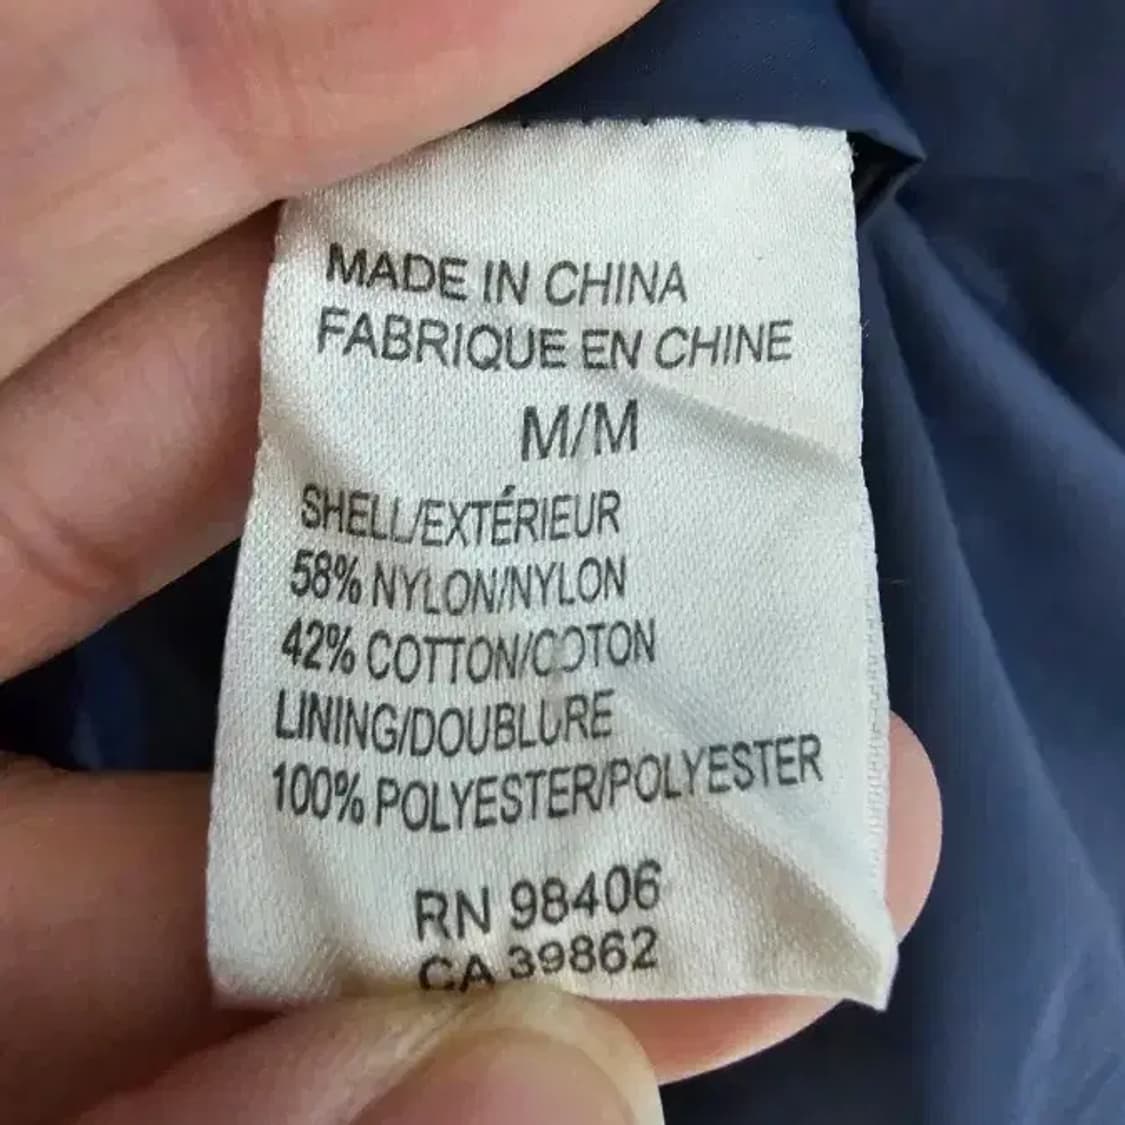 MADE IN CHINA
FABRIQUE EN CHINE
M/M
SHELL/EXTÉRIEUR
58% NYLON/NYLON
42% COTTON/COTON
LINING/DOUBLURE
100% POLYESTER/POLYESTER
RN 98406
CA 39862